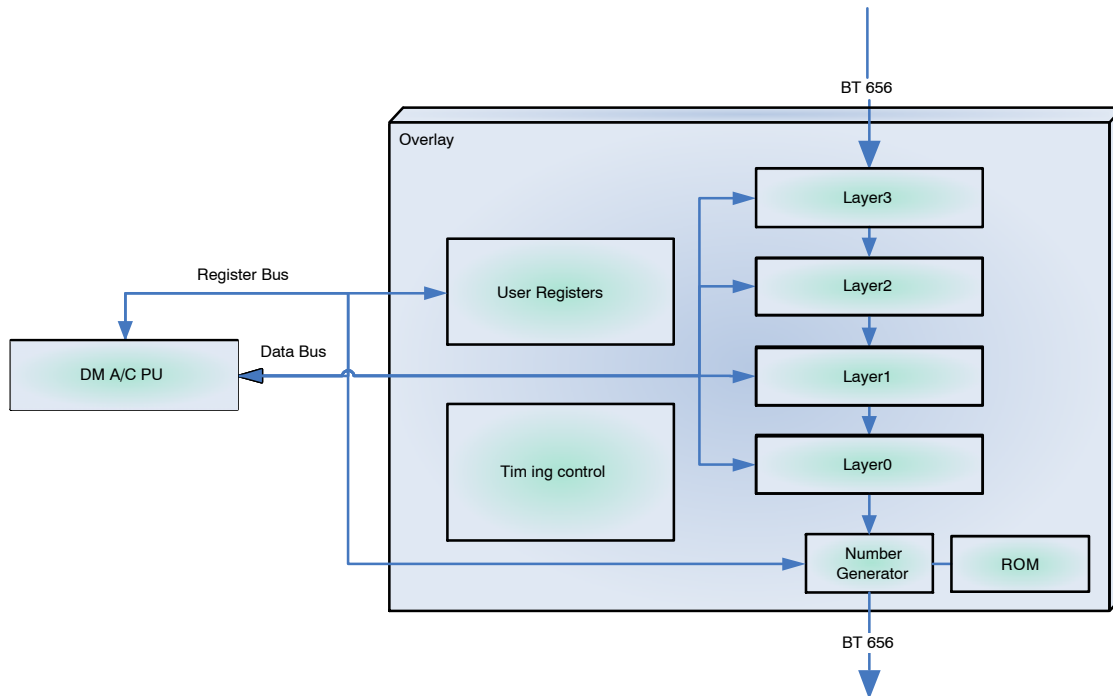 BT 656
Overlay
Layer3
Register Bus
User Registers
Layer2
Data Bus
DM A/C PU
Layer1
Tim ing control
Layer0
Number
Generator
ROM
BT 656